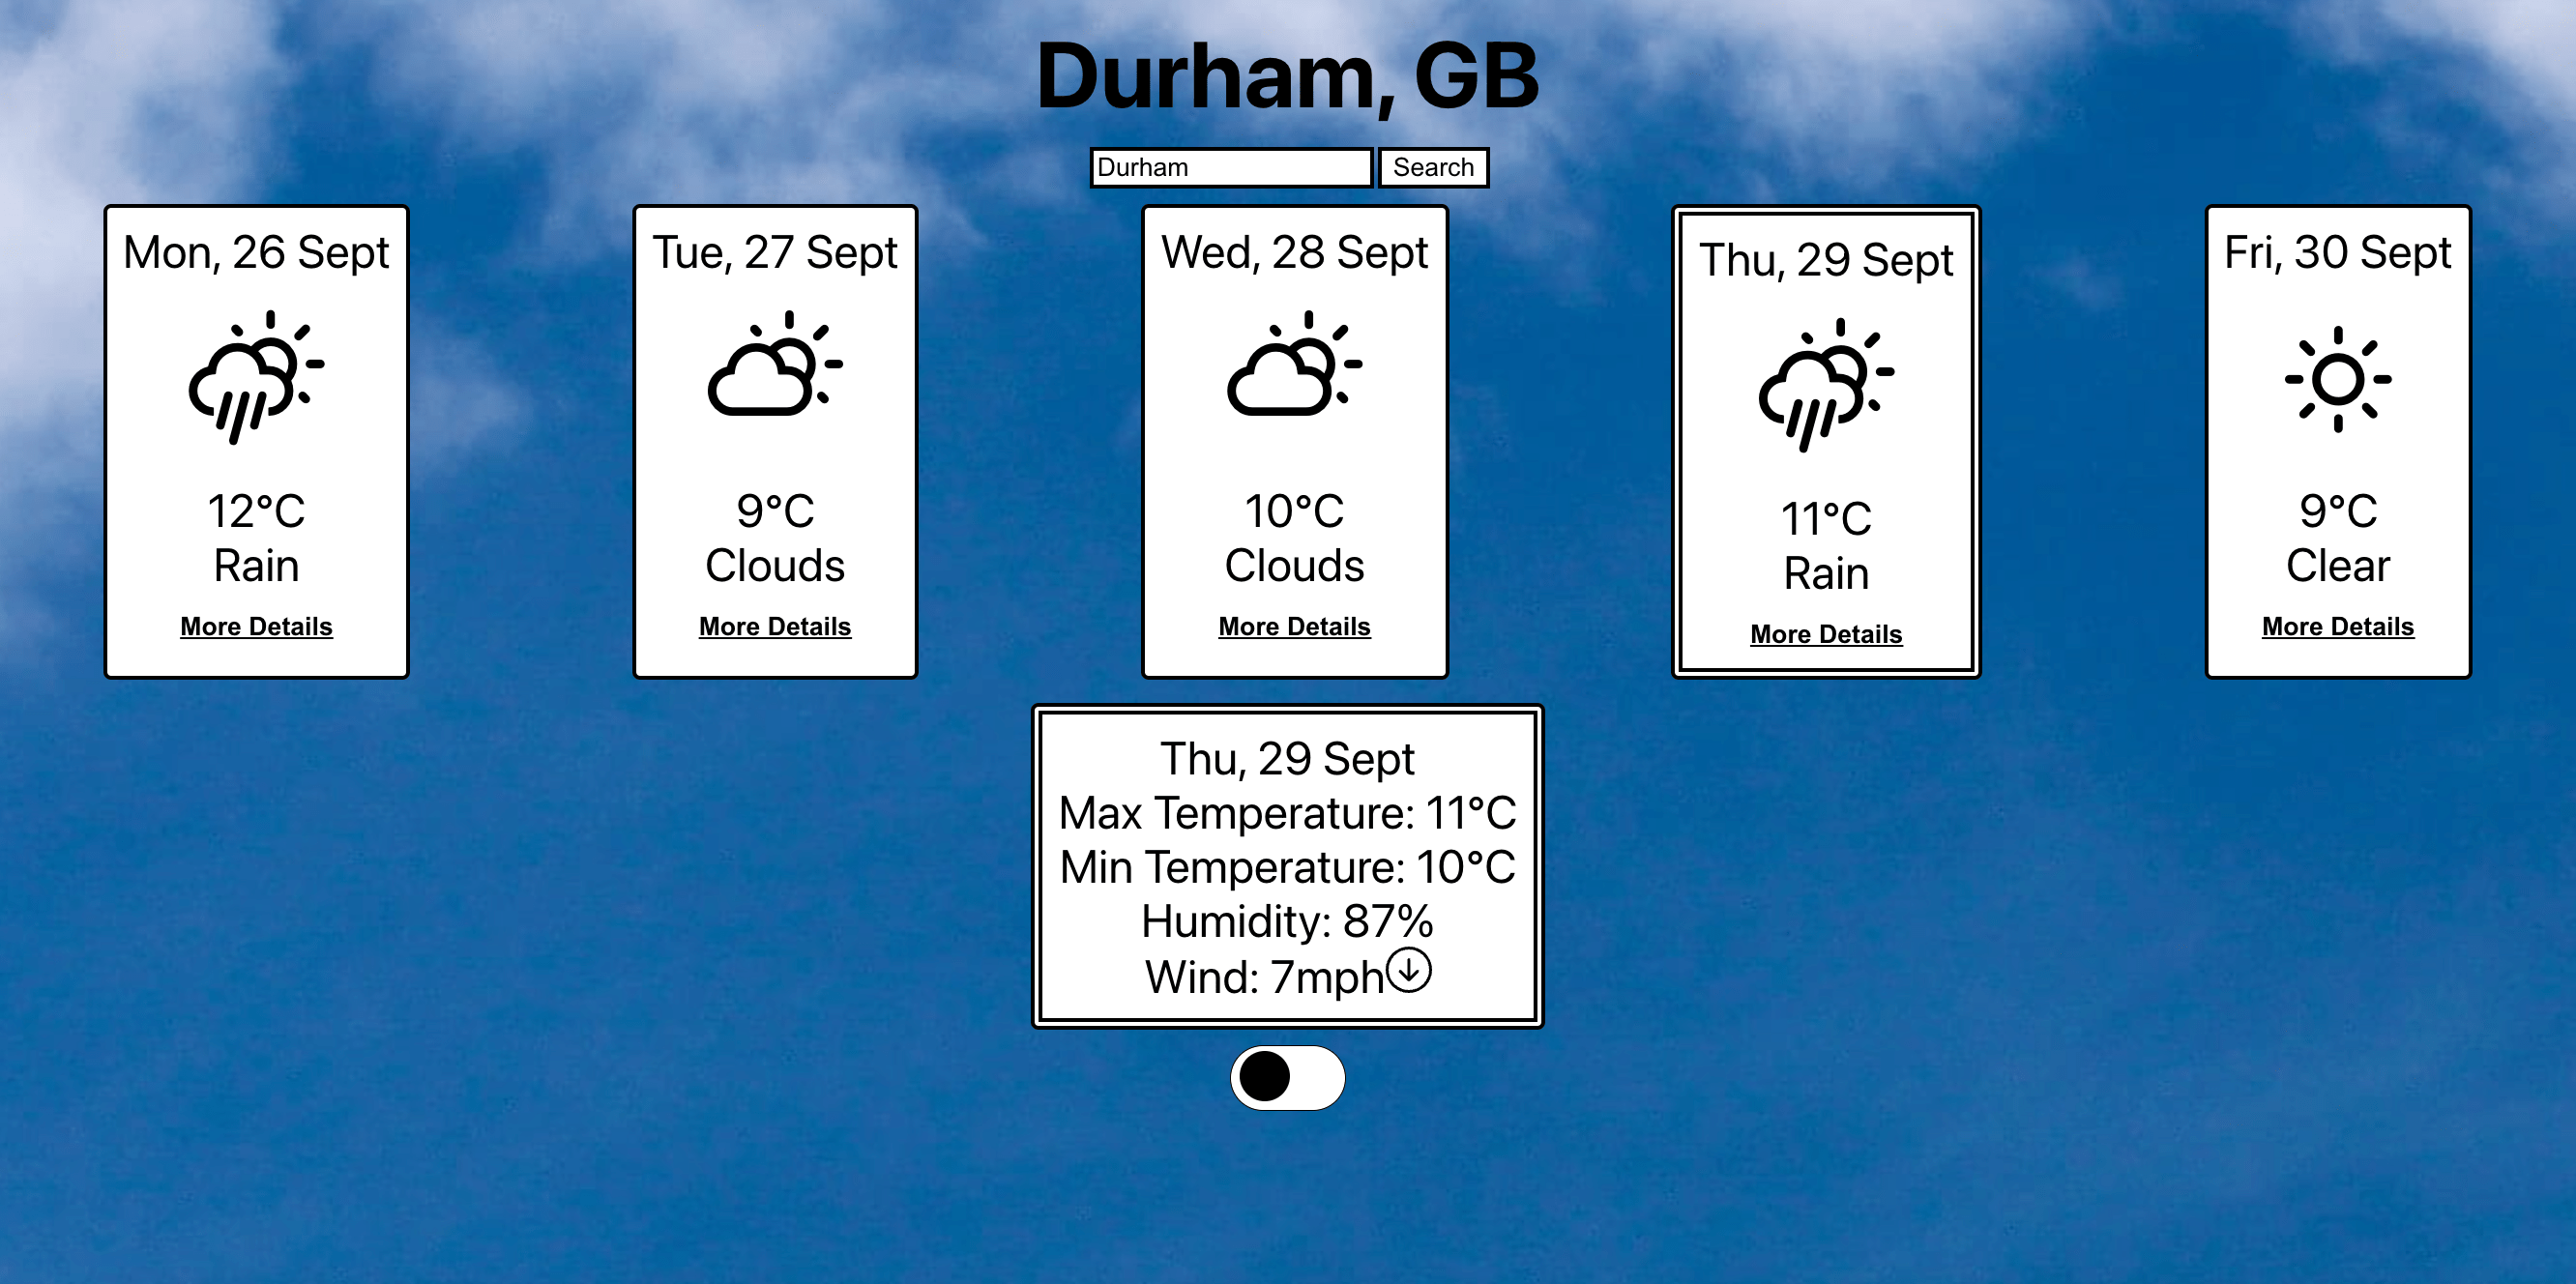 Durham, GB
Durham
Search
Mon, 26 Sept
12°C
Rain
More Details
Tue, 27 Sept
9°C
Clouds
More Details
Wed, 28 Sept
10°C
Clouds
More Details
Thu, 29 Sept
11°C
Rain
More Details
Fri, 30 Sept
9°C
Clear
More Details
Thu, 29 Sept
Max Temperature: 11°C
Min Temperature: 10°C
Humidity: 87%
Wind: 7mph